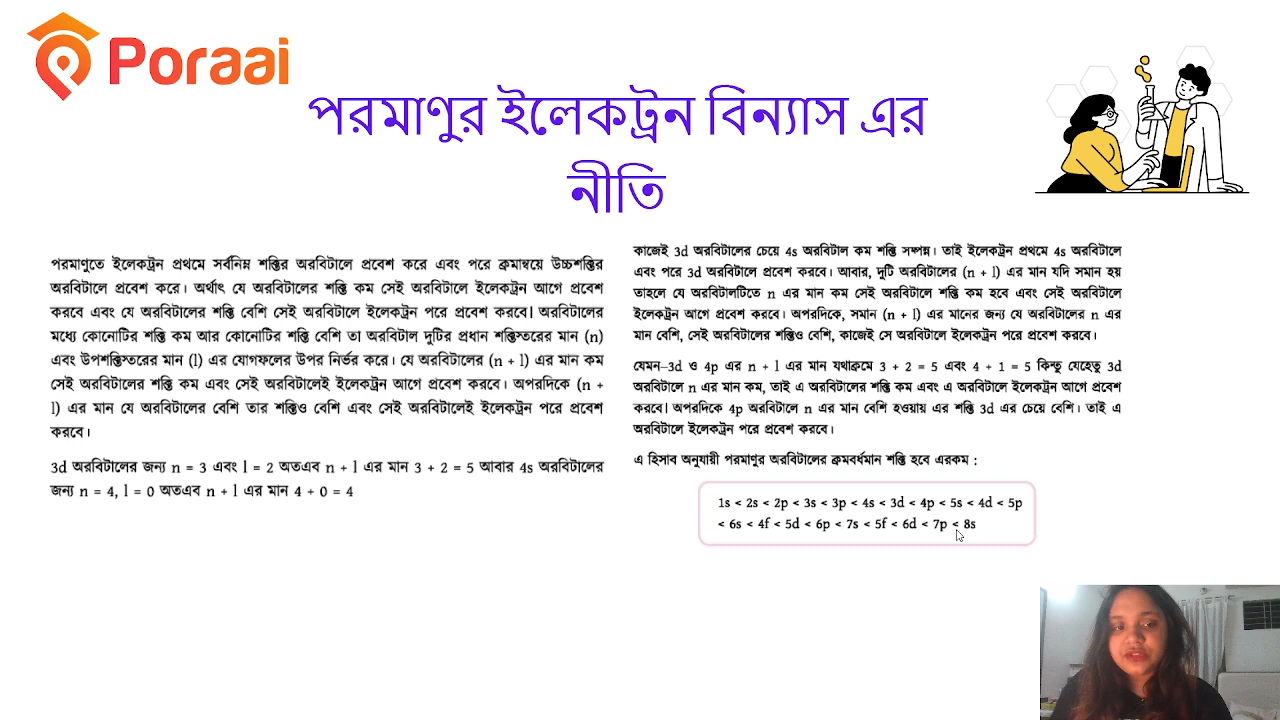 Poraai
পরমাণুর ইলেকট্রন বিন্যাস এর
নীতি
পরমাণুতে ইলেকট্রন প্রথমে সর্বনিম্ন শক্তির অরবিটালে প্রবেশ করে এবং পরে ক্রমান্বয়ে উচ্চশক্তির
অরবিটালে প্রবেশ করে। অর্থাৎ যে অরবিটালের শক্তি কম সেই অরবিটালে ইলেকট্রন আগে প্রবেশ
করবে এবং যে অরবিটালের শক্তি বেশি সেই অরবিটালে ইলেকট্রন পরে প্রবেশ করবে। অরবিটালের
মধ্যে কোনোটির শক্তি কম আর কোনোটির শক্তি বেশি তা অরবিটাল দুটির প্রধান শক্তিস্তরের মান (n)
এবং উপশক্তিস্তরের মান (l) এর যোগফলের উপর নির্ভর করে। যে অরবিটালের (n + l) এর মান কম
সেই অরবিটালের শক্তি কম এবং সেই অরবিটালেই ইলেকট্রন আগে প্রবেশ করবে। অপরদিকে (n +
l) এর মান যে অরবিটালের বেশি তার শক্তিও বেশি এবং সেই অরবিটালেই ইলেকট্রন পরে প্রবেশ
করবে।
3d অরবিটালের জন্য n = 3 এবং l = 2 অতএব n + l এর মান 3 + 2 = 5 আবার 4s অরবিটালের
জন্য n = 4, l = 0 অতএব n + l এর মান 4 + 0 = 4
কাজেই 3d অরবিটালের চেয়ে 4s অরবিটাল কম শক্তি সম্পন্ন। তাই ইলেকট্রন প্রথমে 4s অরবিটালে
এবং পরে 3d অরবিটালে প্রবেশ করবে। আবার, দুটি অরবিটালের (n + l) এর মান যদি সমান হয়
তাহলে যে অরবিটালটিতে n এর মান কম সেই অরবিটালে শক্তি কম হবে এবং সেই অরবিটালে
ইলেকট্রন আগে প্রবেশ করবে। অপরদিকে, সমান (n + l) এর মানের জন্য যে অরবিটালের n এর
মান বেশি, সেই অরবিটালের শক্তিও বেশি, কাজেই সে অরবিটালে ইলেকট্রন পরে প্রবেশ করবে।
যেমন–3d ও 4p এর n + l এর মান যথাক্রমে 3 + 2 = 5 এবং 4 + 1 = 5 কিন্তু যেহেতু 3d
অরবিটালে n এর মান কম, তাই এ অরবিটালের শক্তি কম এবং এ অরবিটালে ইলেকট্রন আগে প্রবেশ
করবে। অপরদিকে 4p অরবিটালে n এর মান বেশি হওয়ায় এর শক্তি 3d এর চেয়ে বেশি। তাই এ
অরবিটালে ইলেকট্রন পরে প্রবেশ করবে।
এ হিসাব অনুযায়ী পরমাণুর অরবিটালের ক্রমবর্ধমান শক্তি হবে এরকম :
1s < 2s < 2p < 3s < 3p < 4s < 3d < 4p < 5s < 4d < 5p
< 6s < 4f < 5d < 6p < 7s < 5f < 6d < 7p < 8s